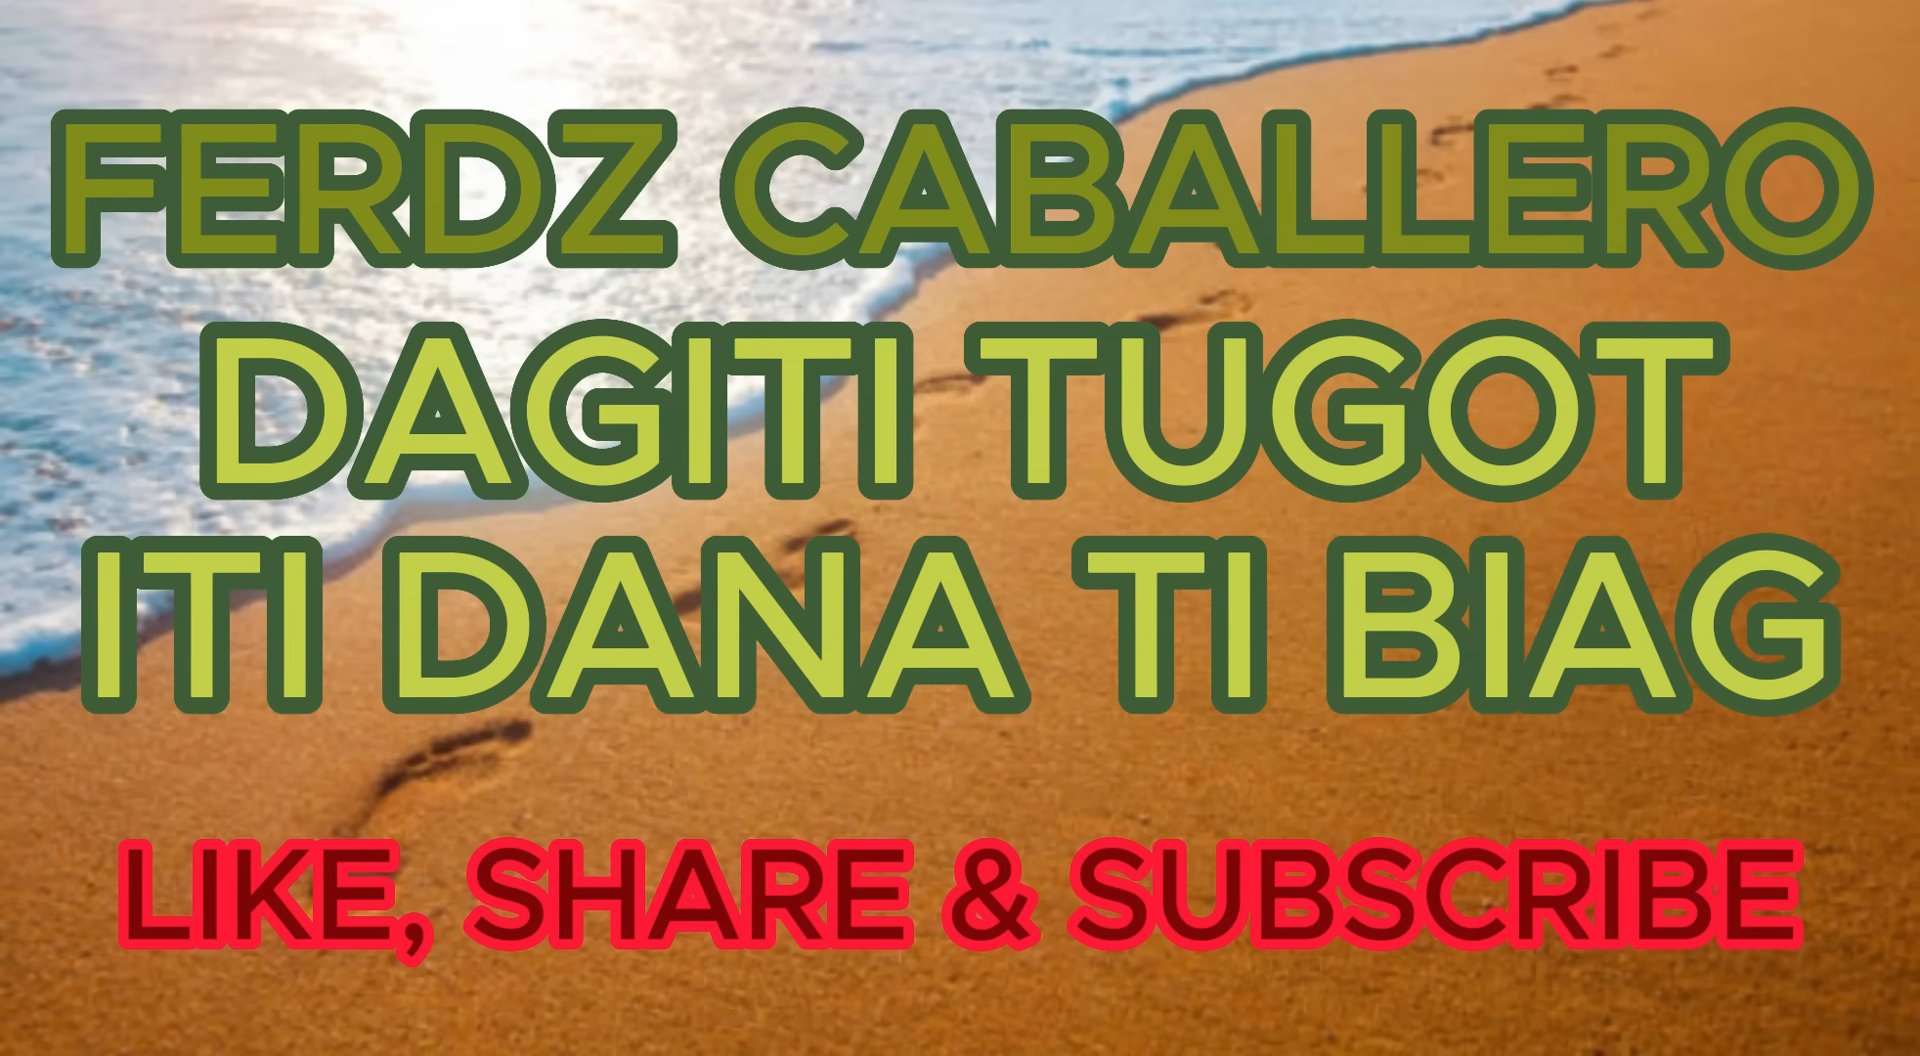 FERDZ CABALLERO
DAGITI TUGOT
ITI DANA TI BIAG
LIKE, SHARE & SUBSCRIBE